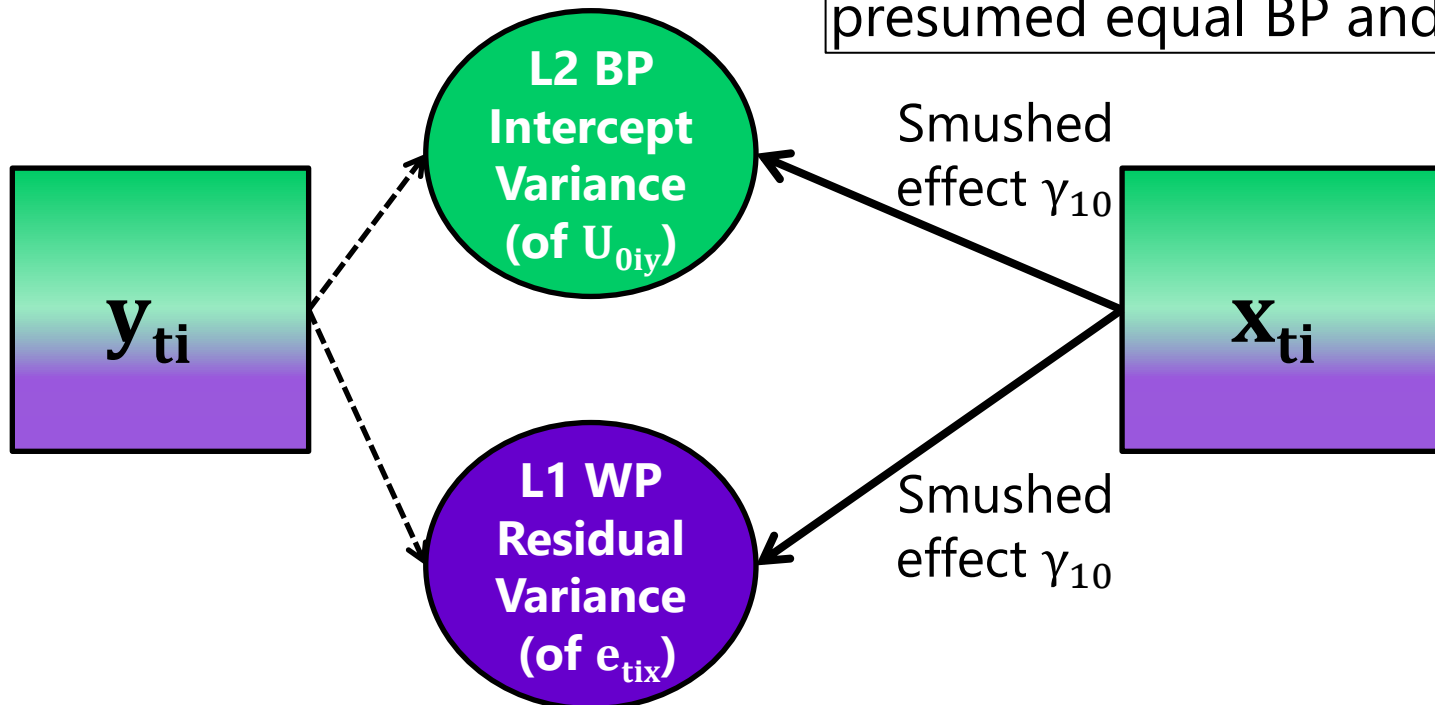 presumed equal BP and
L2 BP
Intercept
Variance
(of U₀ᵢy)
Smushed
effect γ₁₀
yₜᵢ
xₜᵢ
L1 WP
Residual
Variance
(of eₜᵢₓ)
Smushed
effect γ₁₀